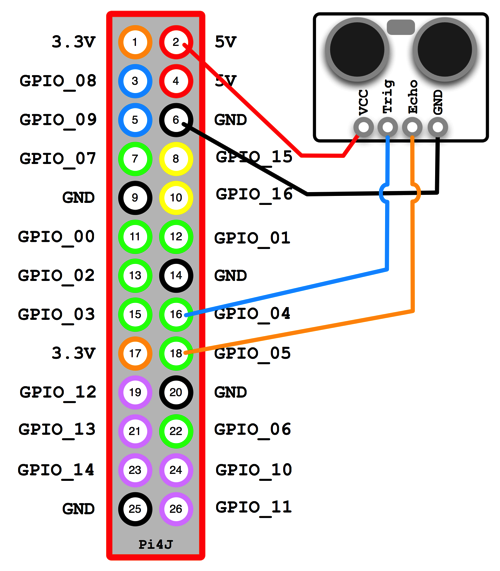 3.3V 1 2 5V
GPIO_08 3 4 5V
GPIO_09 5 6 GND
GPIO_07 7 8 GPIO_15
GND 9 10 GPIO_16
GPIO_00 11 12 GPIO_01
GPIO_02 13 14 GND
GPIO_03 15 16 GPIO_04
3.3V 17 18 GPIO_05
GPIO_12 19 20 GND
GPIO_13 21 22 GPIO_06
GPIO_14 23 24 GPIO_10
GND 25 26 GPIO_11
Pi4J
VCC
Trig
Echo
GND